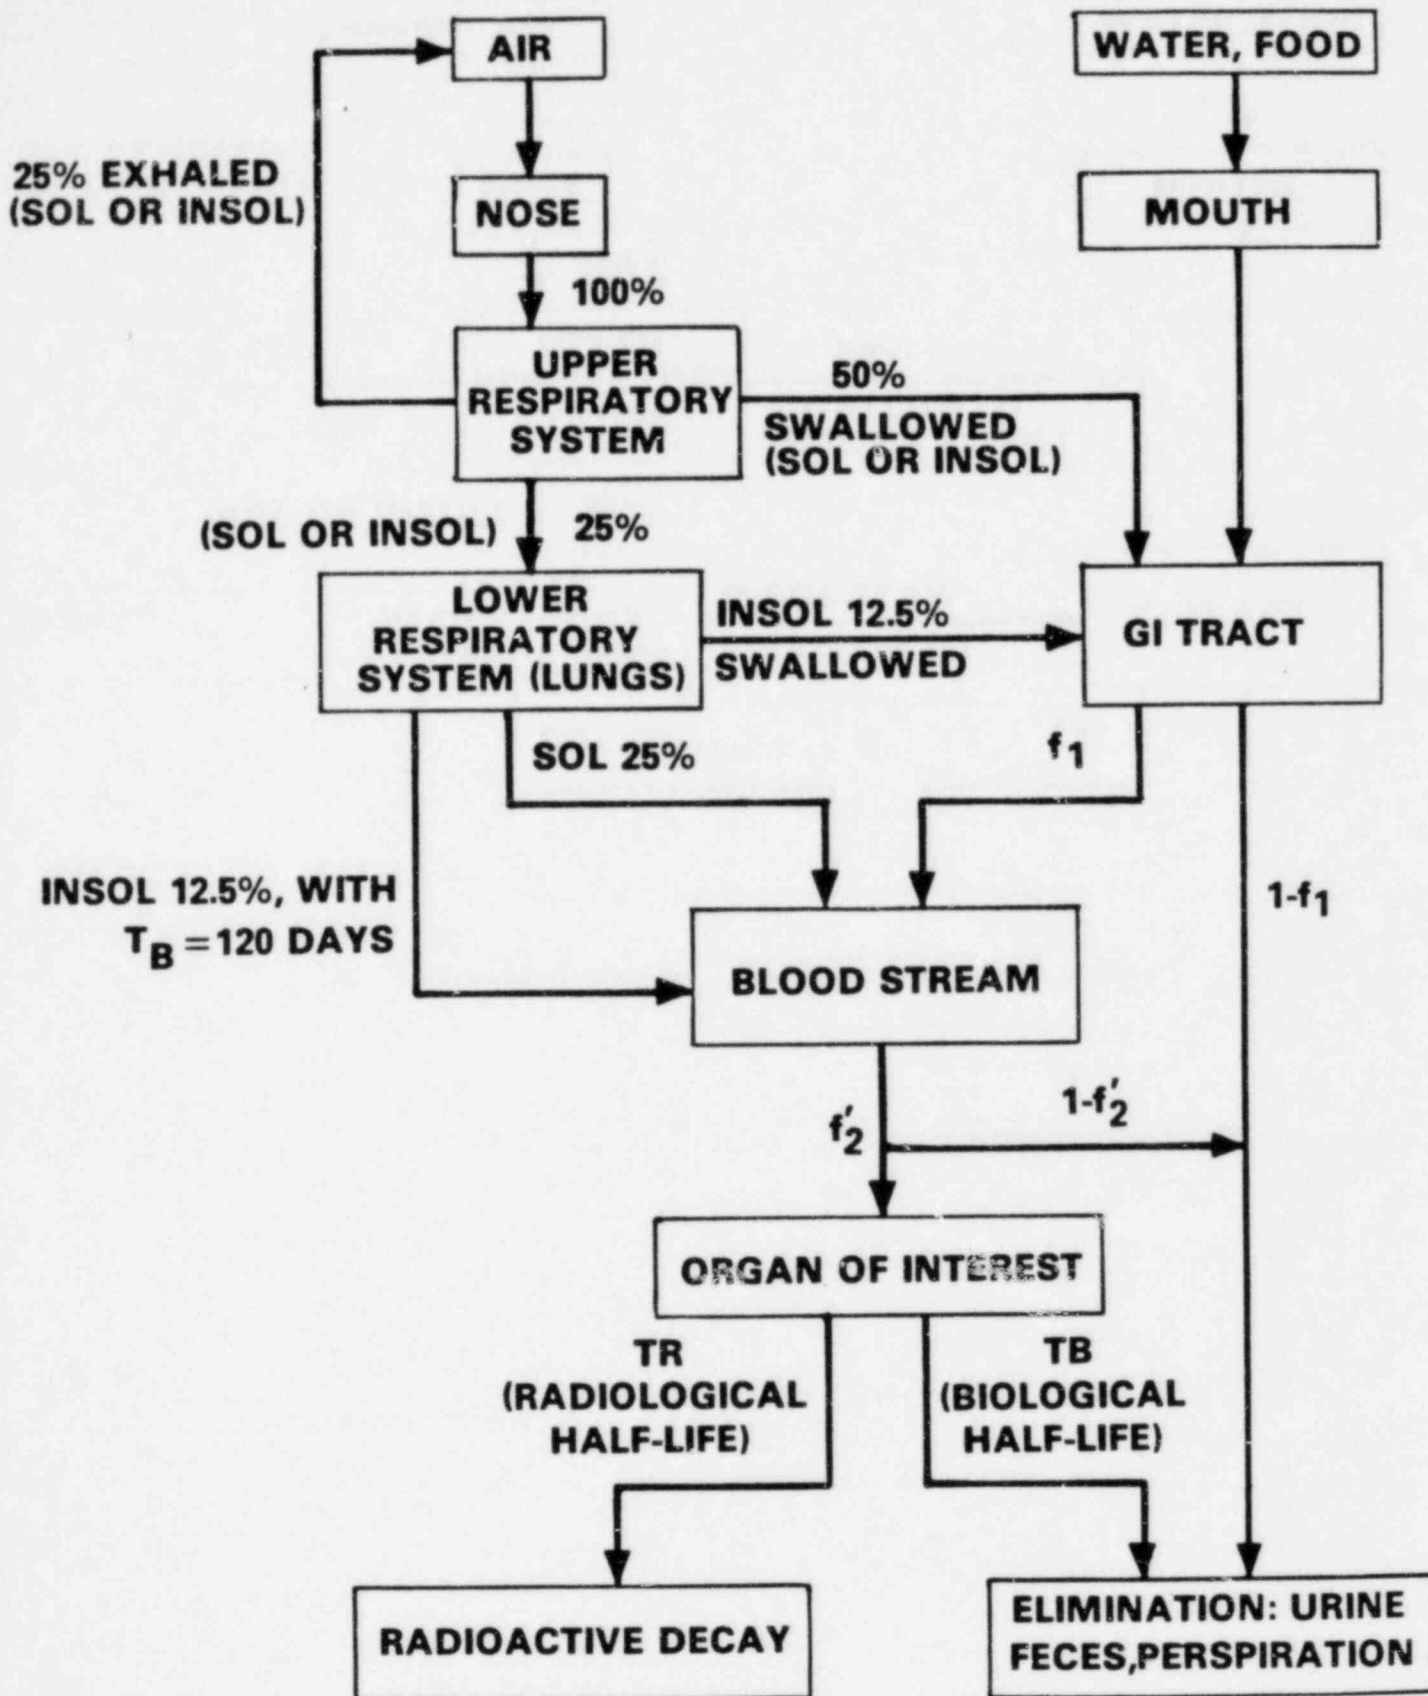 AIR
WATER, FOOD
25% EXHALED
(SOL OR INSOL)
NOSE
MOUTH
100%
UPPER
RESPIRATORY
SYSTEM
50%
SWALLOWED
(SOL OR INSOL)
(SOL OR INSOL)
25%
LOWER
RESPIRATORY
SYSTEM (LUNGS)
INSOL 12.5%
SWALLOWED
GI TRACT
SOL 25%
f1
INSOL 12.5%, WITH
TB = 120 DAYS
1-f1
BLOOD STREAM
f'2
1-f'2
ORGAN OF INTEREST
TR
(RADIOLOGICAL
HALF-LIFE)
TB
(BIOLOGICAL
HALF-LIFE)
RADIOACTIVE DECAY
ELIMINATION: URINE
FECES,PERSPIRATION